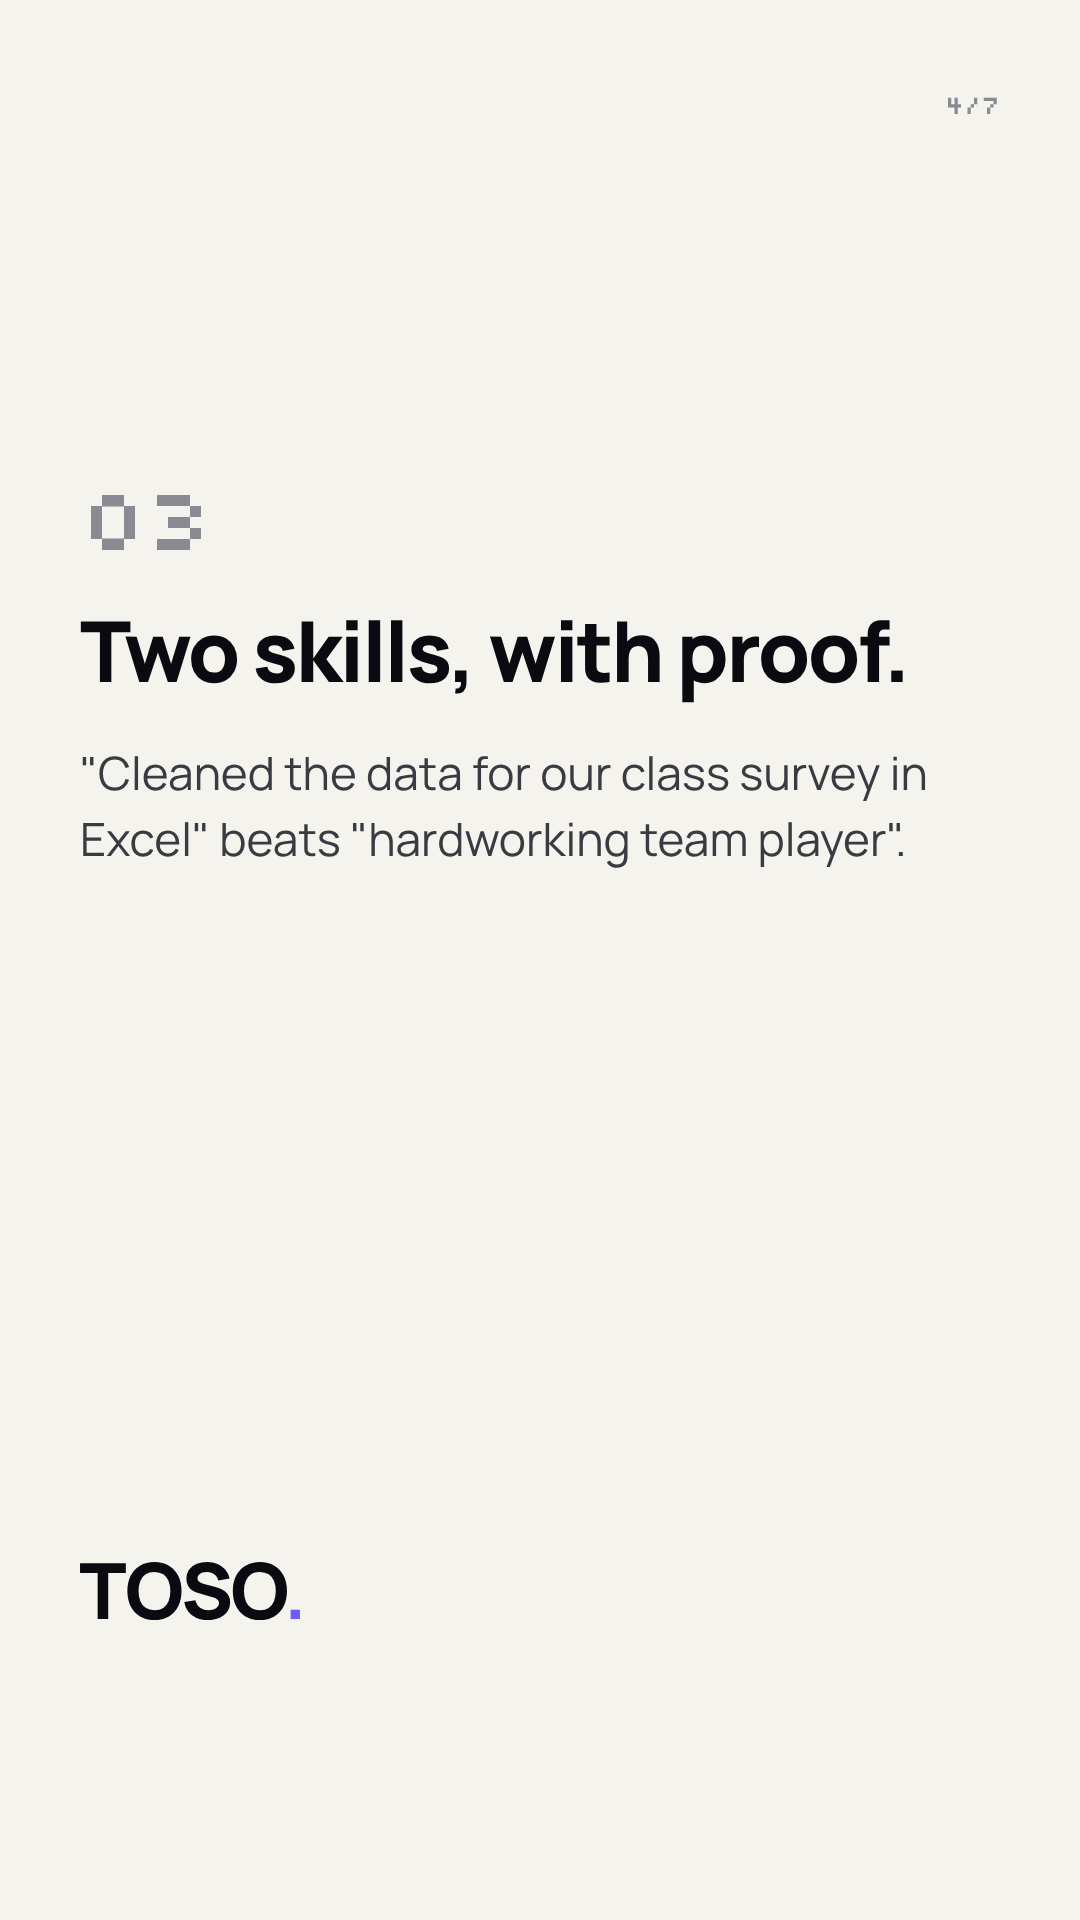 4/7
03
Two skills, with proof.
"Cleaned the data for our class survey in
Excel" beats "hardworking team player".
TOSO.